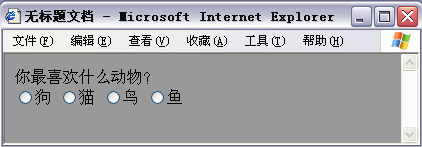 无标题文档 - Microsoft Internet Explorer
文件(F) 编辑(E) 查看(V) 收藏(A) 工具(T) 帮助(H)
你最喜欢什么动物?
狗 猫 鸟 鱼